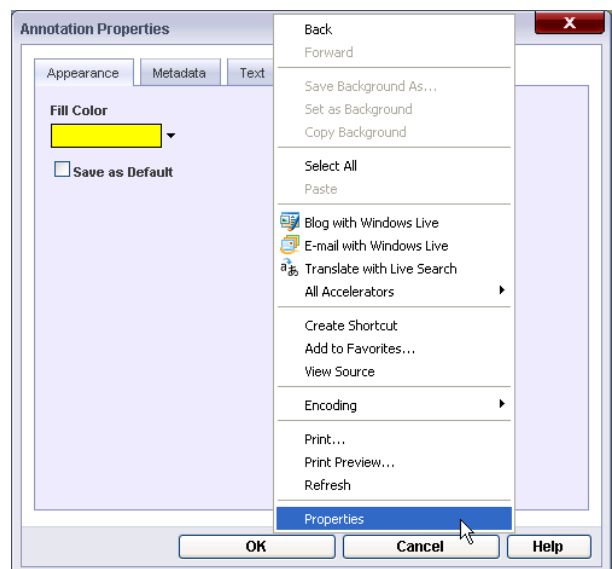 Annotation Properties
X
Appearance
Metadata
Text
Fill Color
Save as Default
Back
Forward
Save Background As...
Set as Background
Copy Background
Select All
Paste
Blog with Windows Live
E-mail with Windows Live
Translate with Live Search
All Accelerators
Create Shortcut
Add to Favorites...
View Source
Encoding
Print...
Print Preview...
Refresh
Properties
OK
Cancel
Help